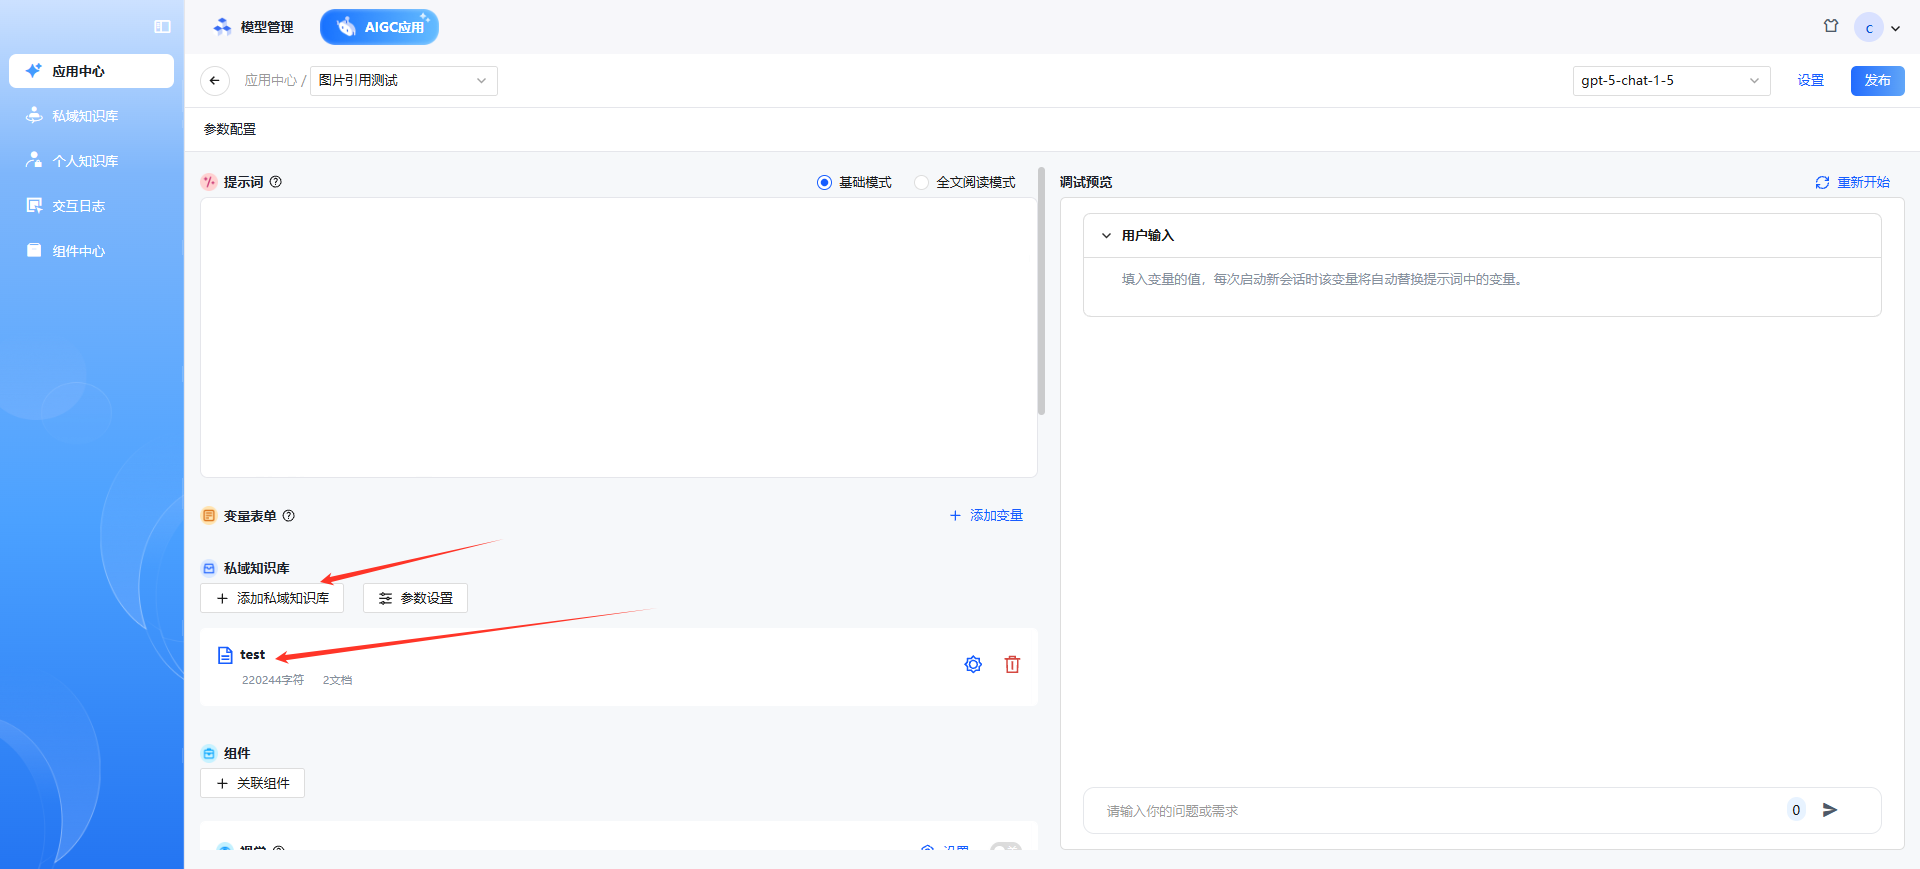 模型管理
AIGC应用
c
应用中心
私域知识库
个人知识库
交互日志
组件中心
应用中心 /
图片引用测试
gpt-5-chat-1-5
设置
发布
参数配置
提示词
基础模式
全文阅读模式
变量表单
添加变量
私域知识库
添加私域知识库
参数设置
test
220244字符 2文档
组件
关联组件
视觉
设置
调试预览
重新开始
用户输入
填入变量的值，每次启动新会话时该变量将自动替换提示词中的变量。
请输入你的问题或需求
0